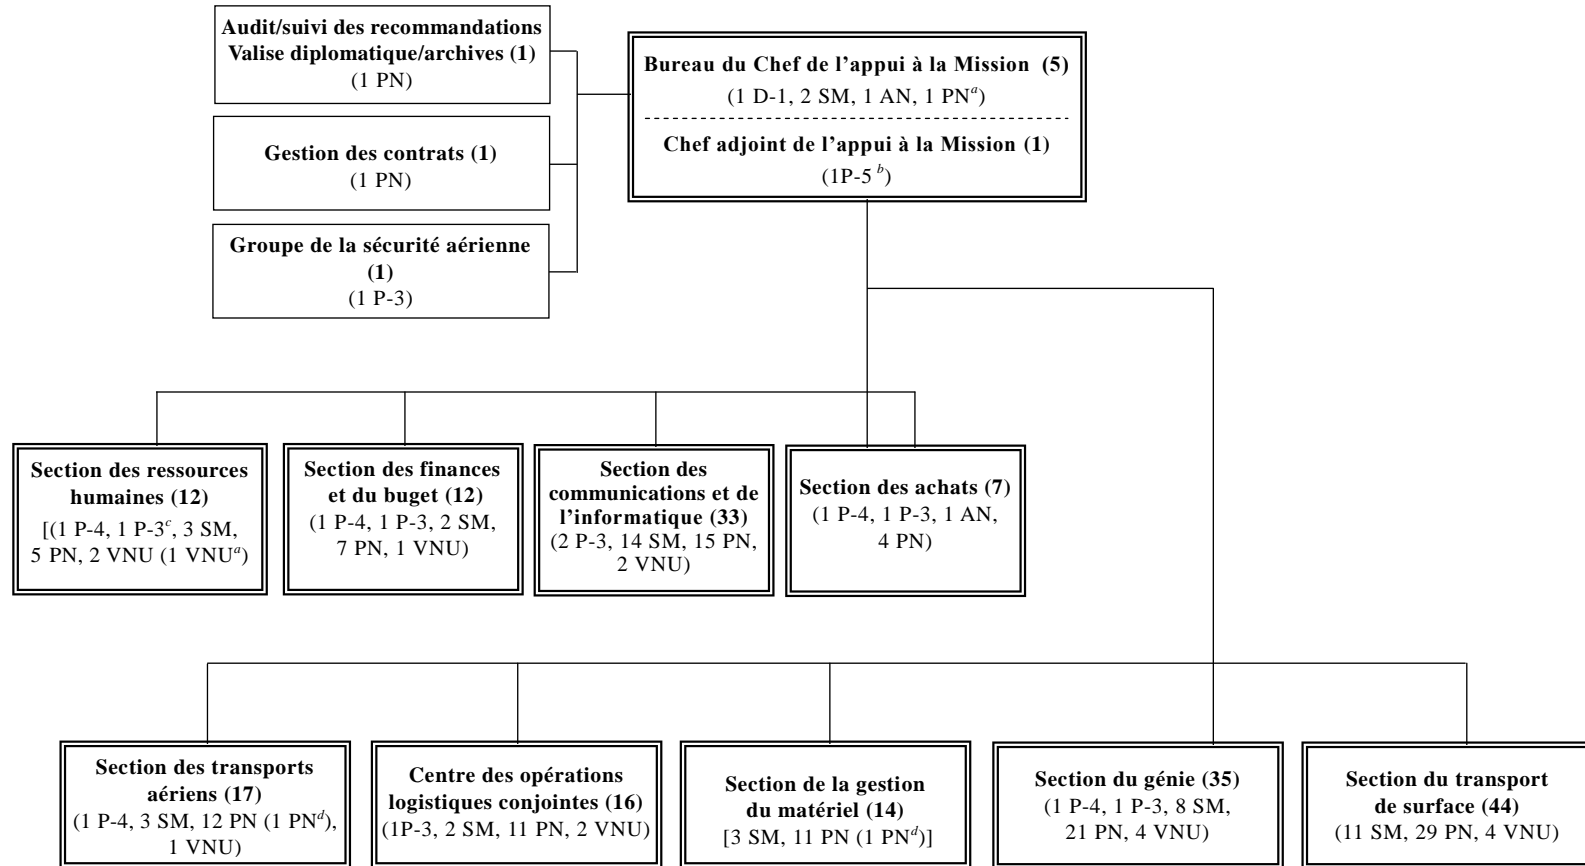 Audit/suivi des recommandations
Valise diplomatique/archives (1)
(1 PN)
Bureau du Chef de l'appui à la Mission (5)
(1 D-1, 2 SM, 1 AN, 1 PNa)
Chef adjoint de l'appui à la Mission (1)
(1P-5 b)
Gestion des contrats (1)
(1 PN)
Groupe de la sécurité aérienne
(1)
(1 P-3)
Section des ressources
humaines (12)
[(1 P-4, 1 P-3c, 3 SM,
5 PN, 2 VNU (1 VNUa)
Section des finances
et du buget (12)
(1 P-4, 1 P-3, 2 SM,
7 PN, 1 VNU)
Section des
communications et de
l'informatique (33)
(2 P-3, 14 SM, 15 PN,
2 VNU)
Section des achats (7)
(1 P-4, 1 P-3, 1 AN,
4 PN)
Section des transports
aériens (17)
(1 P-4, 3 SM, 12 PN (1 PNd),
1 VNU)
Centre des opérations
logistiques conjointes (16)
(1P-3, 2 SM, 11 PN, 2 VNU)
Section de la gestion
du matériel (14)
[3 SM, 11 PN (1 PNd)]
Section du génie (35)
(1 P-4, 1 P-3, 8 SM,
21 PN, 4 VNU)
Section du transport
de surface (44)
(11 SM, 29 PN, 4 VNU)